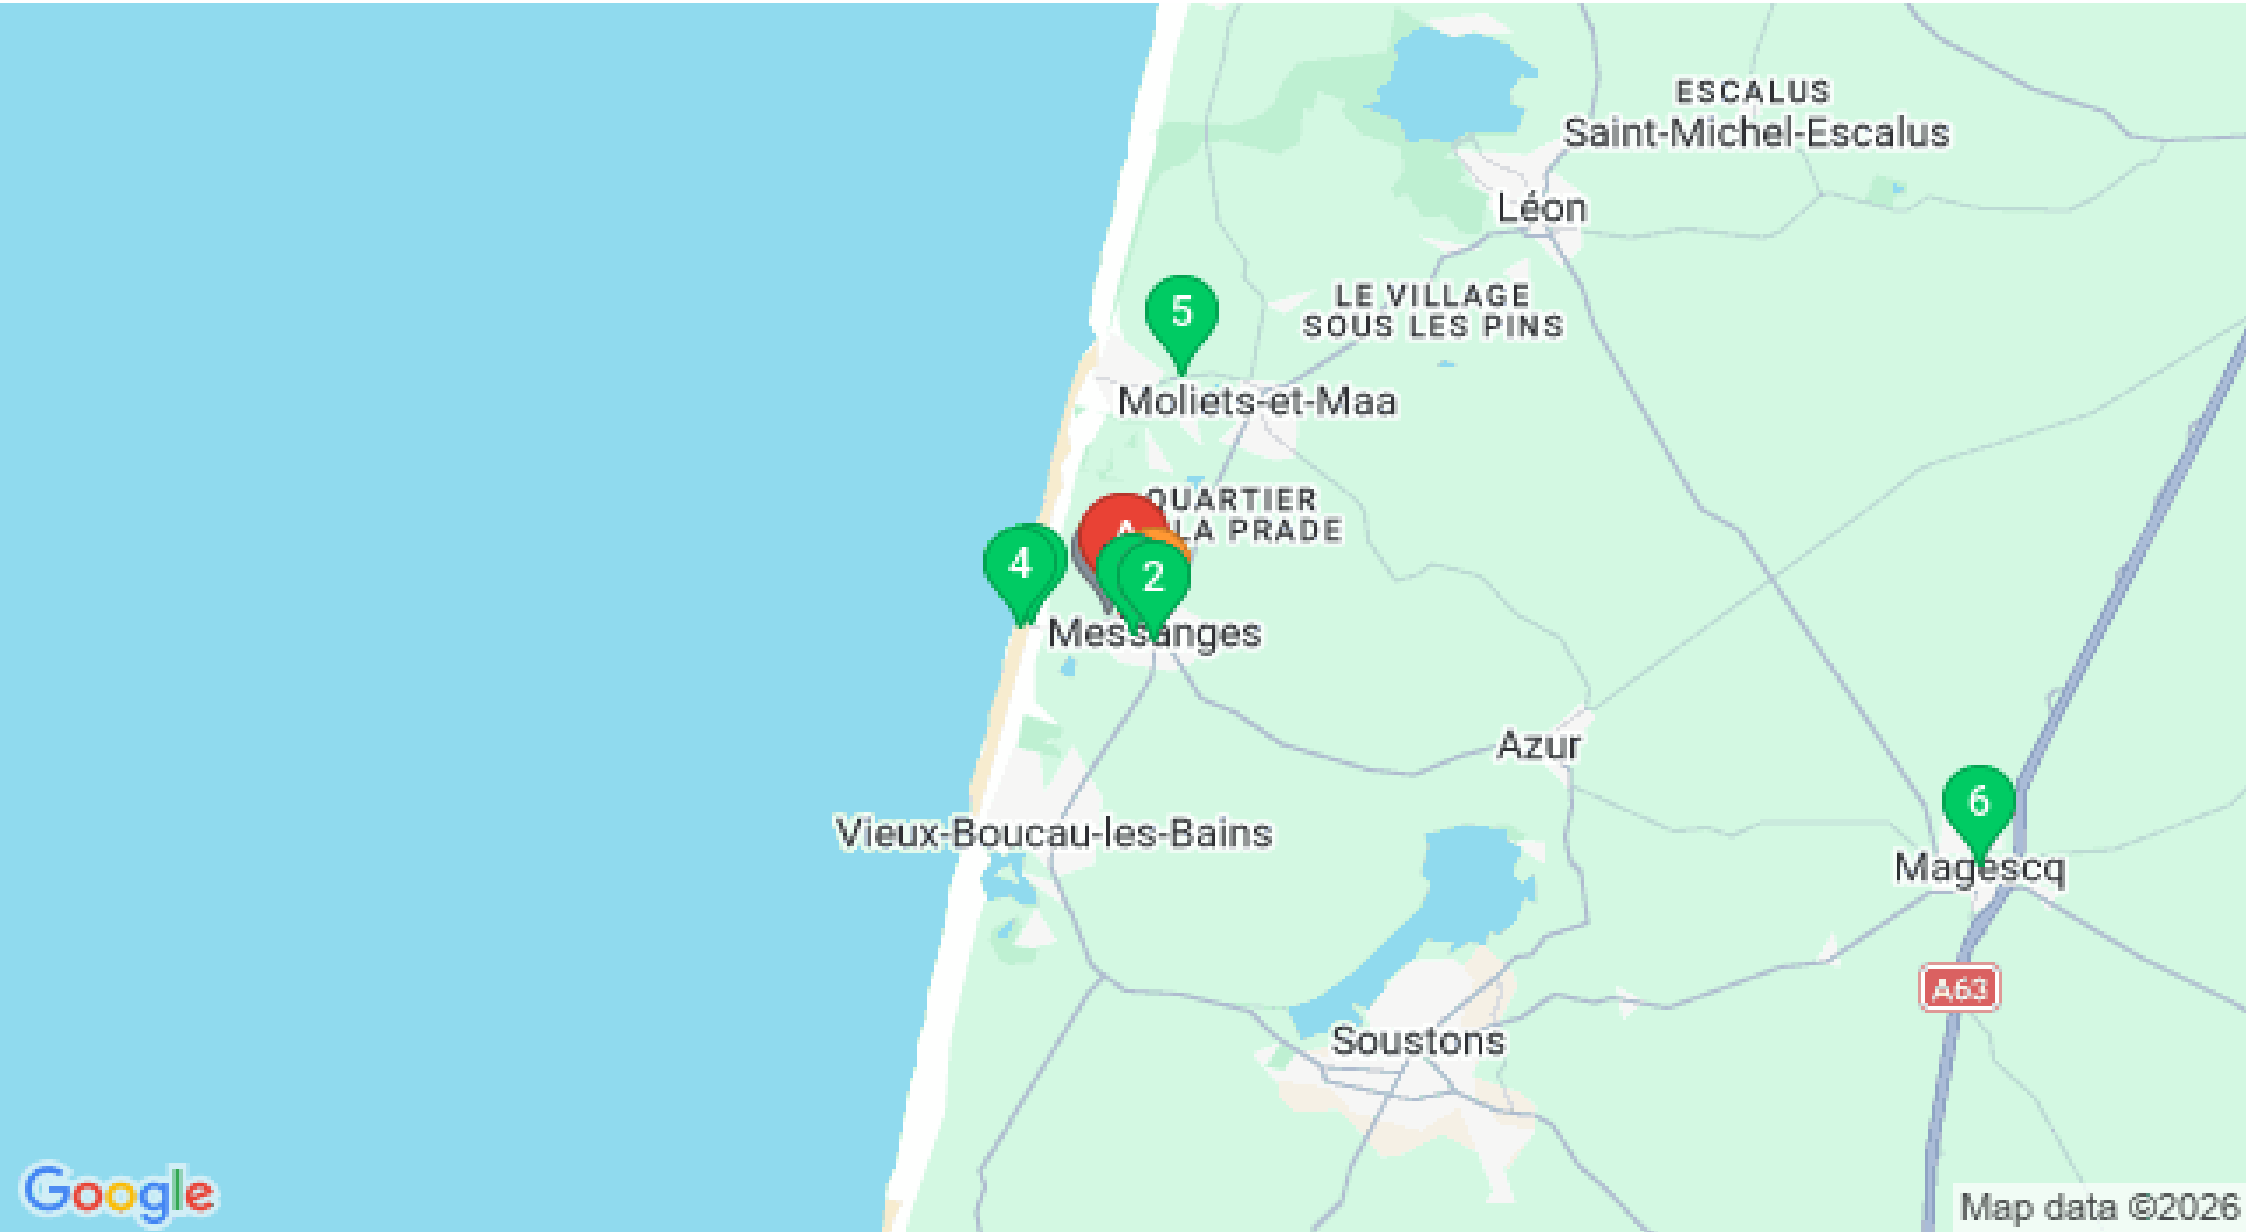 ESCALUS
Saint-Michel-Escalus
Léon
5
LE VILLAGE
SOUS LES PINS
Moliets-et-Maa
QUARTIER
LA PRADE
A
4
2
Messanges
Azur
6
Vieux-Boucau-les-Bains
Magescq
A63
Soustons
Google
Map data ©2026